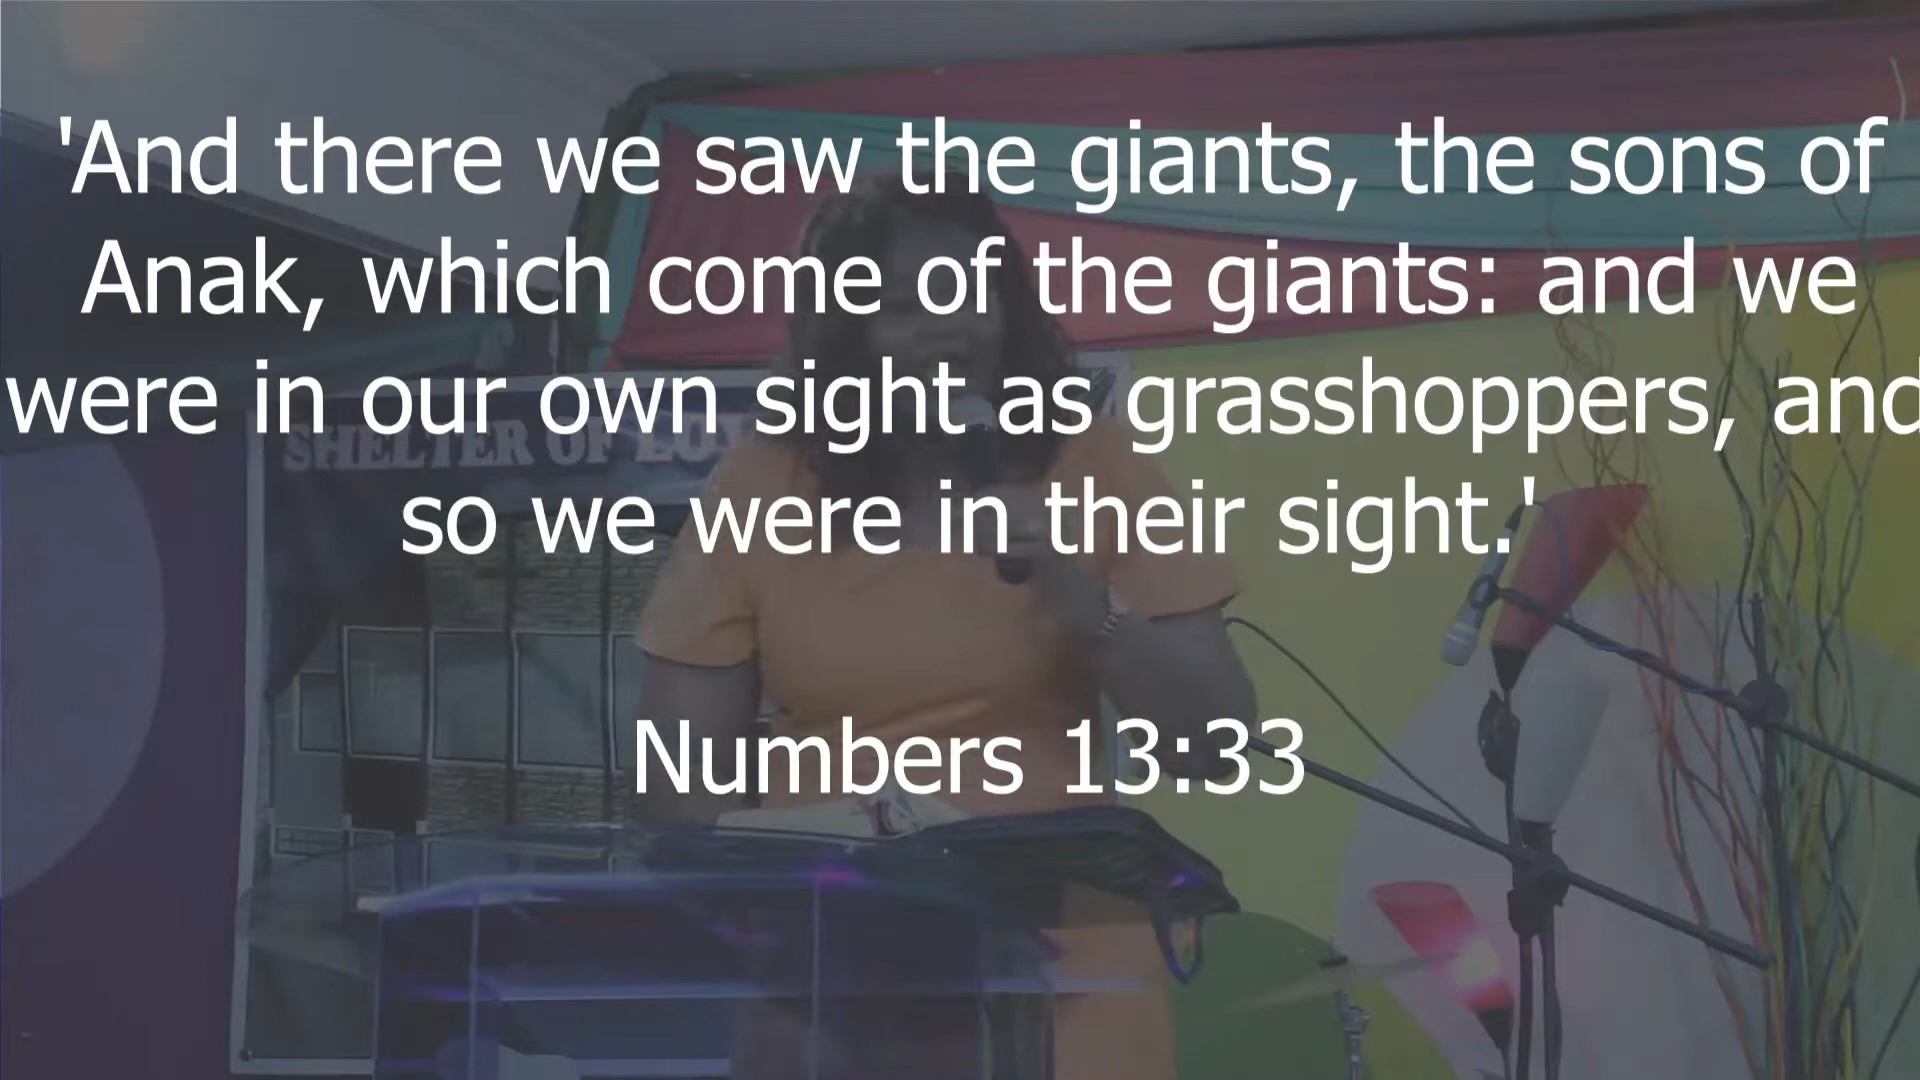 'And there we saw the giants, the sons of
Anak, which come of the giants: and we
were in our own sight as grasshoppers, and
so we were in their sight.'
Numbers 13:33
SHELTER OF